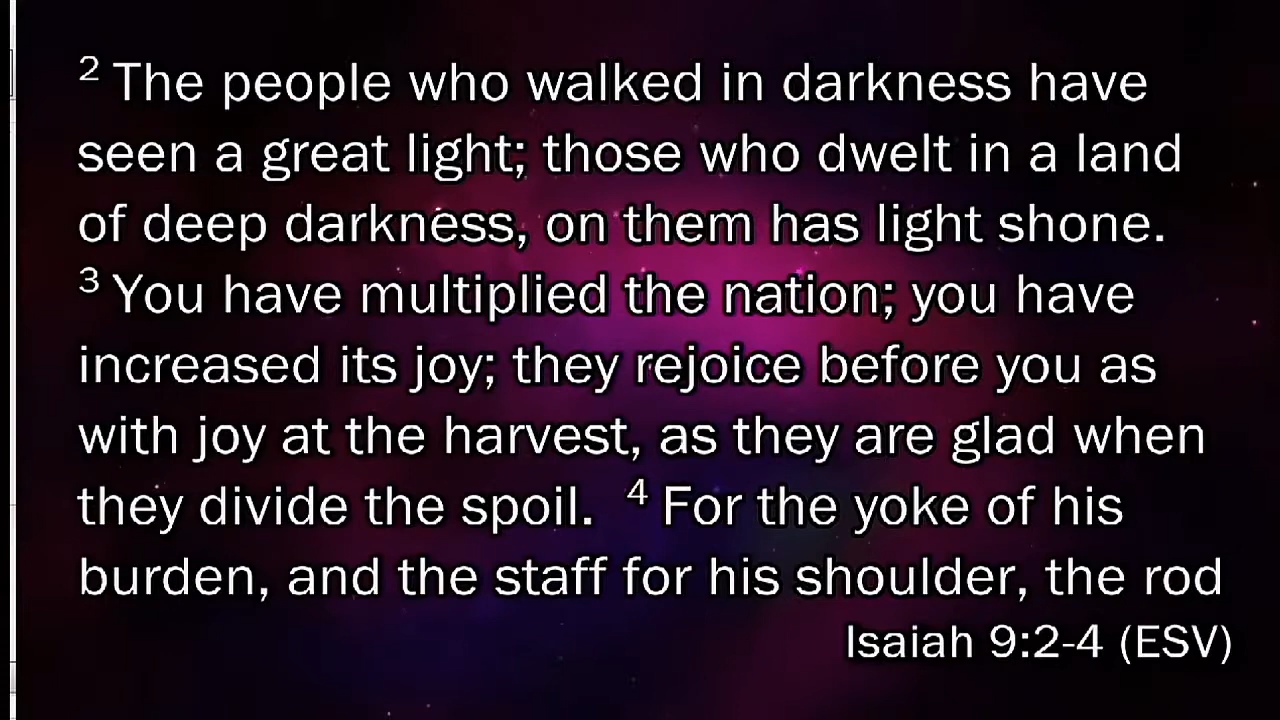 2 The people who walked in darkness have
seen a great light; those who dwelt in a land
of deep darkness, on them has light shone.
3 You have multiplied the nation; you have
increased its joy; they rejoice before you as
with joy at the harvest, as they are glad when
they divide the spoil. 4 For the yoke of his
burden, and the staff for his shoulder, the rod
Isaiah 9:2-4 (ESV)